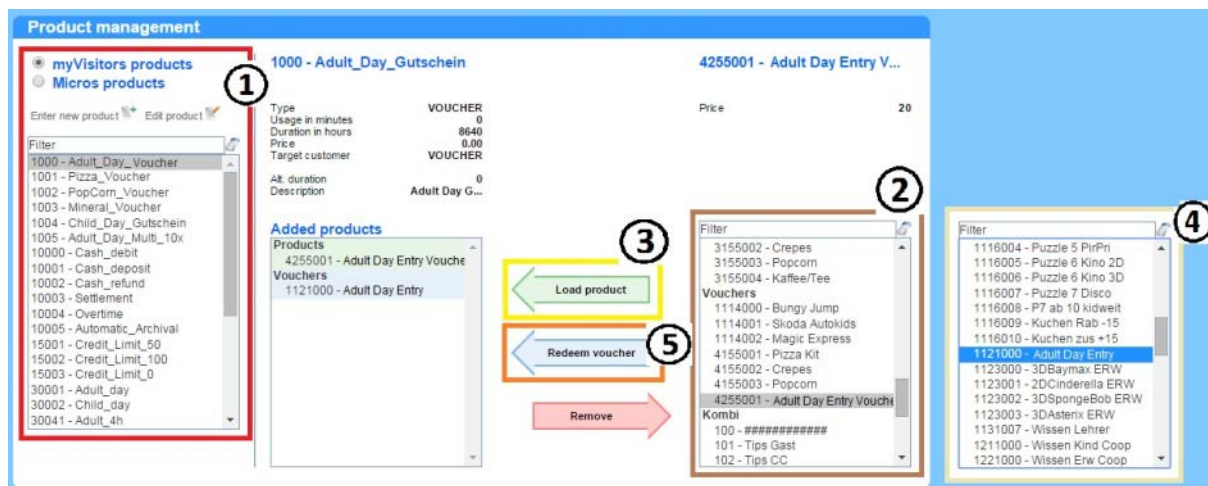 Product management
myVisitors products
Micros products
1
Enter new product Edit product
Filter
1000 - Adult_Day_Voucher
1001 - Pizza_Voucher
1002 - PopCorn_Voucher
1003 - Mineral_Voucher
1004 - Child_Day_Gutschein
1005 - Adult_Day_Multi_10x
10000 - Cash_debit
10001 - Cash_deposit
10002 - Cash_refund
10003 - Settlement
10004 - Overtime
10005 - Automatic_Archival
15001 - Credit_Limit_50
15002 - Credit_Limit_100
15003 - Credit_Limit_0
30001 - Adult_day
30002 - Child_day
30041 - Adult_4h
1000 - Adult_Day_Gutschein
Type VOUCHER
Usage in minutes 0
Duration in hours 8640
Price 0.00
Target customer VOUCHER
Alt. duration 0
Description Adult Day G...
Added products
Products
4255001 - Adult Day Entry Vouche
Vouchers
1121000 - Adult Day Entry
3
Load product
Redeem voucher
5
Remove
4255001 - Adult Day Entry V...
Price 20
2
Filter
3155002 - Crepes
3155003 - Popcorn
3155004 - Kaffee/Tee
Vouchers
1114000 - Bungy Jump
1114001 - Skoda Autokids
1114002 - Magic Express
4155001 - Pizza Kit
4155002 - Crepes
4155003 - Popcorn
4255001 - Adult Day Entry Vouche
Kombi
100 - ############
101 - Tips Gast
102 - Tips CC
4
Filter
1116004 - Puzzle 5 PirPri
1116005 - Puzzle 6 Kino 2D
1116006 - Puzzle 6 Kino 3D
1116007 - Puzzle 7 Disco
1116008 - P7 ab 10 kidweit
1116009 - Kuchen Rab -15
1116010 - Kuchen zus +15
1121000 - Adult Day Entry
1123000 - 3DBaymax ERW
1123001 - 2DCinderella ERW
1123002 - 3DSpongeBob ERW
1123003 - 3DAsterix ERW
1131007 - Wissen Lehrer
1211000 - Wissen Kind Coop
1221000 - Wissen Erw Coop